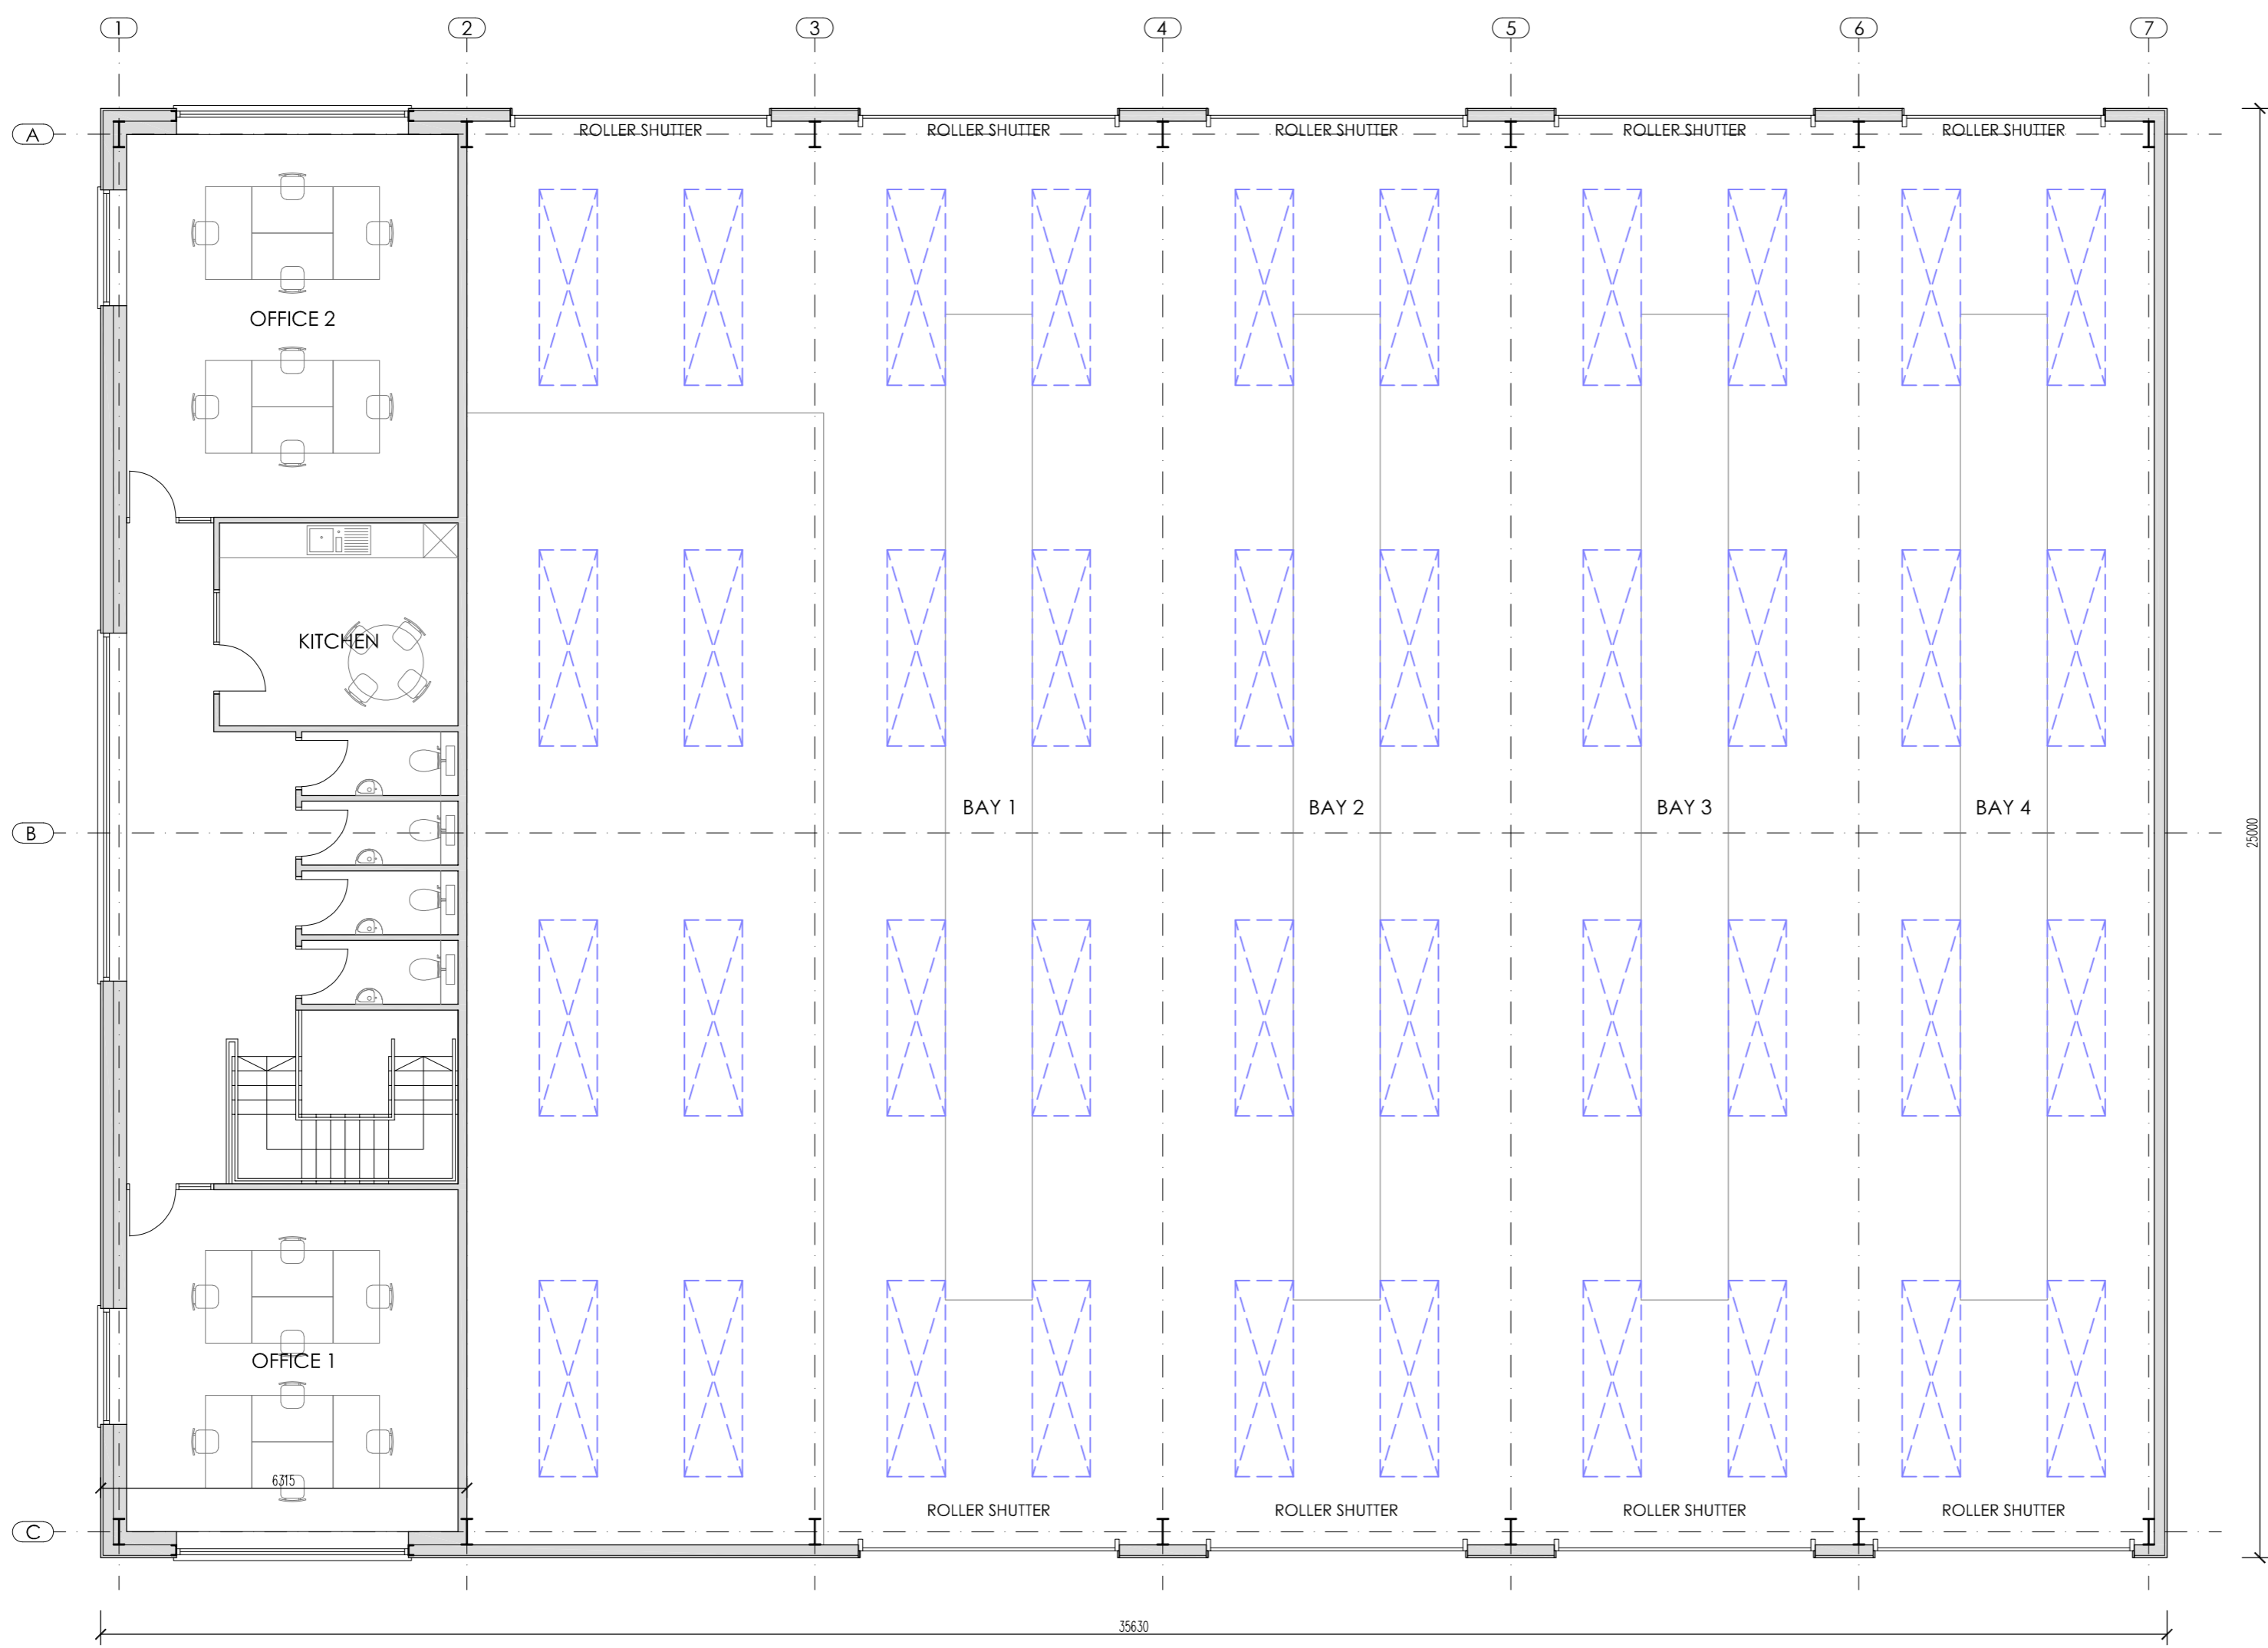 1 2 3 4 5 6 7
A
ROLLER SHUTTER ROLLER SHUTTER ROLLER SHUTTER ROLLER SHUTTER ROLLER SHUTTER
OFFICE 2
KITCHEN
BAY 1 BAY 2 BAY 3 BAY 4
B
25000
OFFICE 1
6315
ROLLER SHUTTER ROLLER SHUTTER ROLLER SHUTTER ROLLER SHUTTER
C
35630